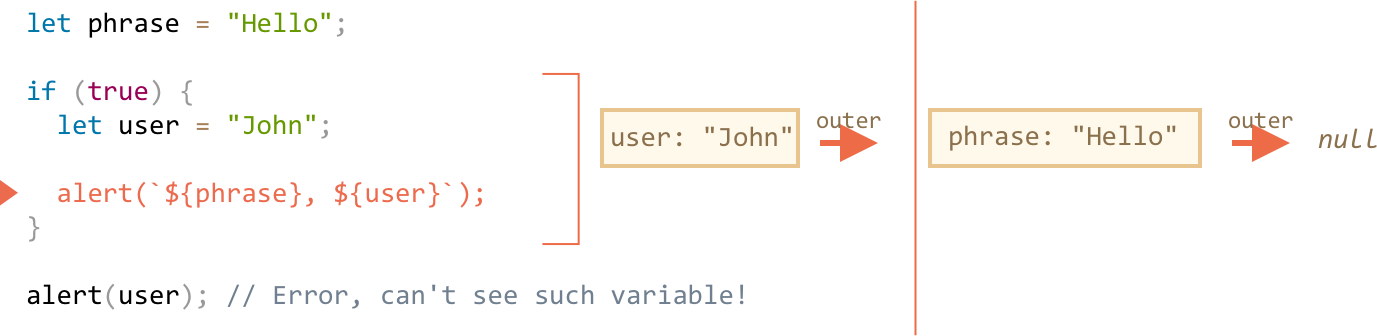 let phrase = "Hello";
if (true) {
let user = "John";
alert(`${phrase}, ${user}`);
}
alert(user); // Error, can't see such variable!
user: "John"
outer
phrase: "Hello"
outer
null